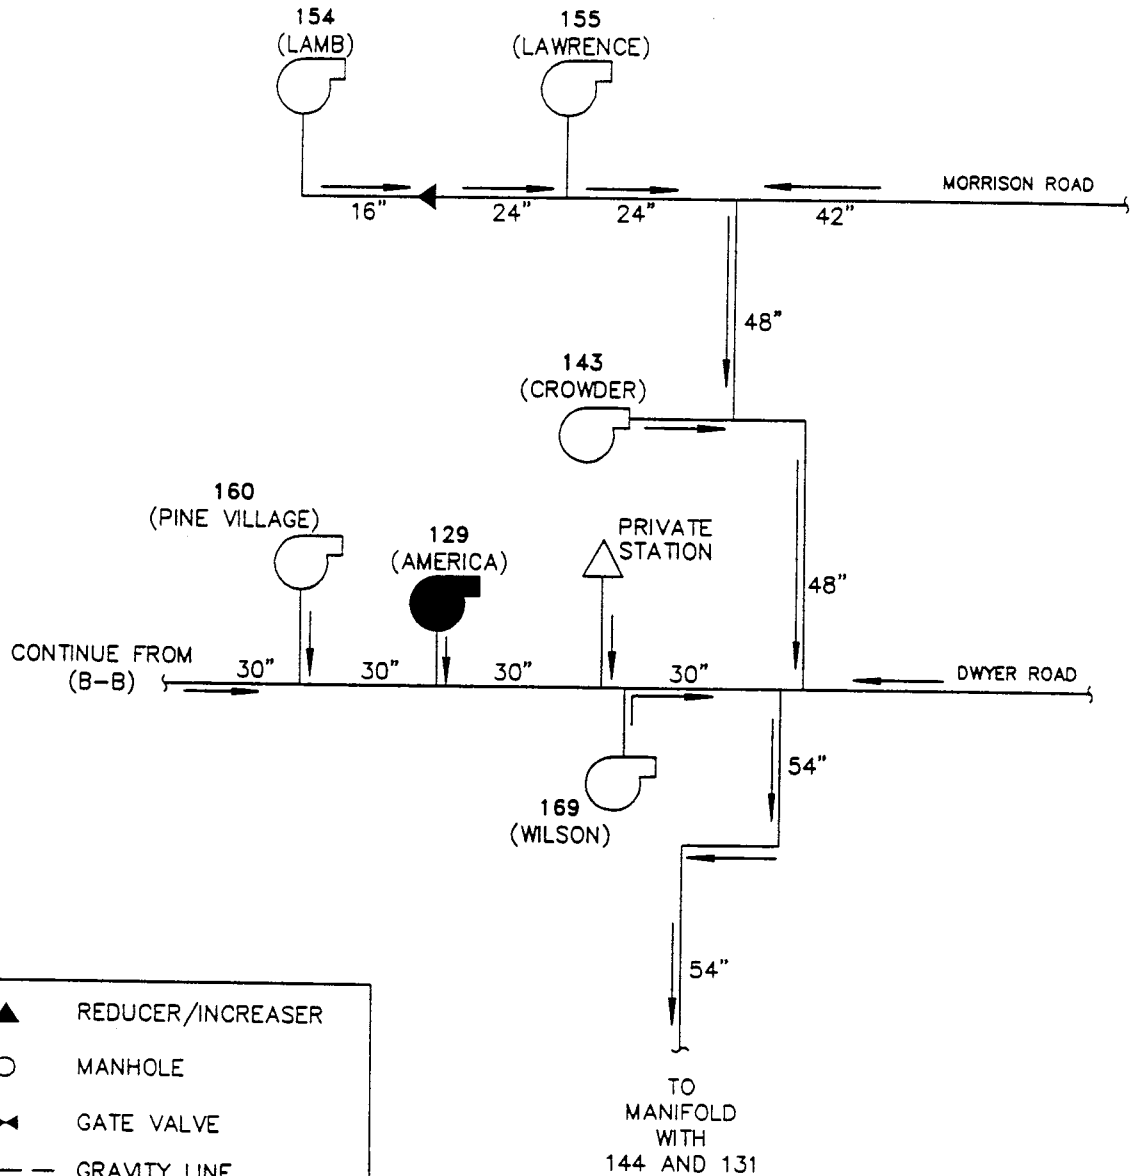 154
(LAMB)
155
(LAWRENCE)
MORRISON ROAD
16"
24"
24"
42"
48"
143
(CROWDER)
160
(PINE VILLAGE)
129
(AMERICA)
PRIVATE
STATION
48"
CONTINUE FROM
(B-B)
30"
30"
30"
30"
DWYER ROAD
54"
169
(WILSON)
54"
REDUCER/INCREASER
MANHOLE
GATE VALVE
GRAVITY LINE
TO
MANIFOLD
WITH
144 AND 131